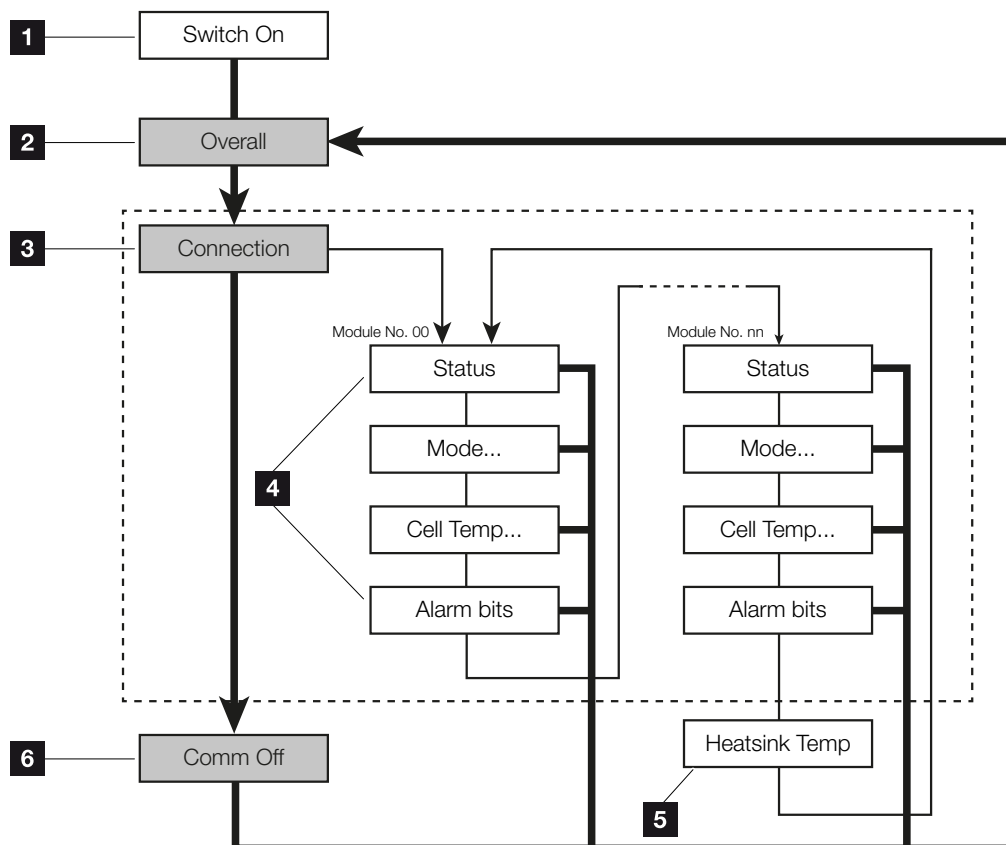 1
Switch On
2
Overall
3
Connection
Module No. 00
Module No. nn
Status
Status
Mode...
Mode...
4
Cell Temp...
Cell Temp...
Alarm bits
Alarm bits
6
Comm Off
Heatsink Temp
5